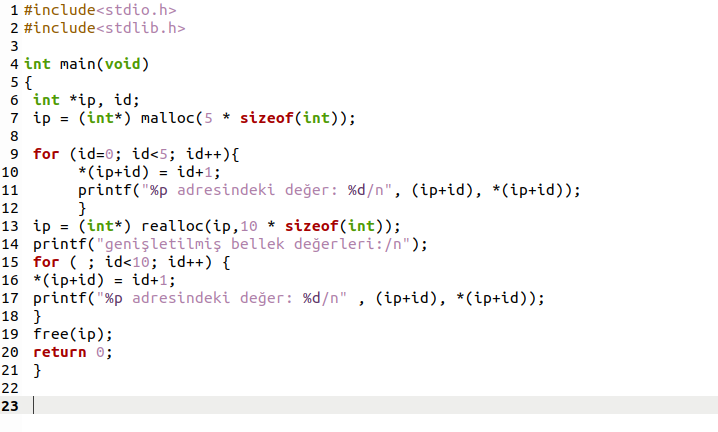 1 #include<stdio.h>
2 #include<stdlib.h>
3
4 int main(void)
5 {
6 int *ip, id;
7 ip = (int*) malloc(5 * sizeof(int));
8
9 for (id=0; id<5; id++){
10 *(ip+id) = id+1;
11 printf("%p adresindeki değer: %d/n", (ip+id), *(ip+id));
12 }
13 ip = (int*) realloc(ip,10 * sizeof(int));
14 printf("genişletilmiş bellek değerleri:/n");
15 for ( ; id<10; id++) {
16 *(ip+id) = id+1;
17 printf("%p adresindeki değer: %d/n" , (ip+id), *(ip+id));
18 }
19 free(ip);
20 return 0;
21 }
22
23